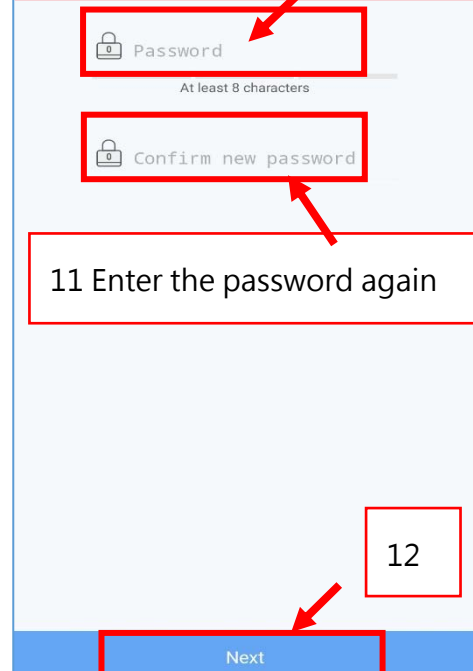 Password
At least 8 characters
Confirm new password
11 Enter the password again
12
Next